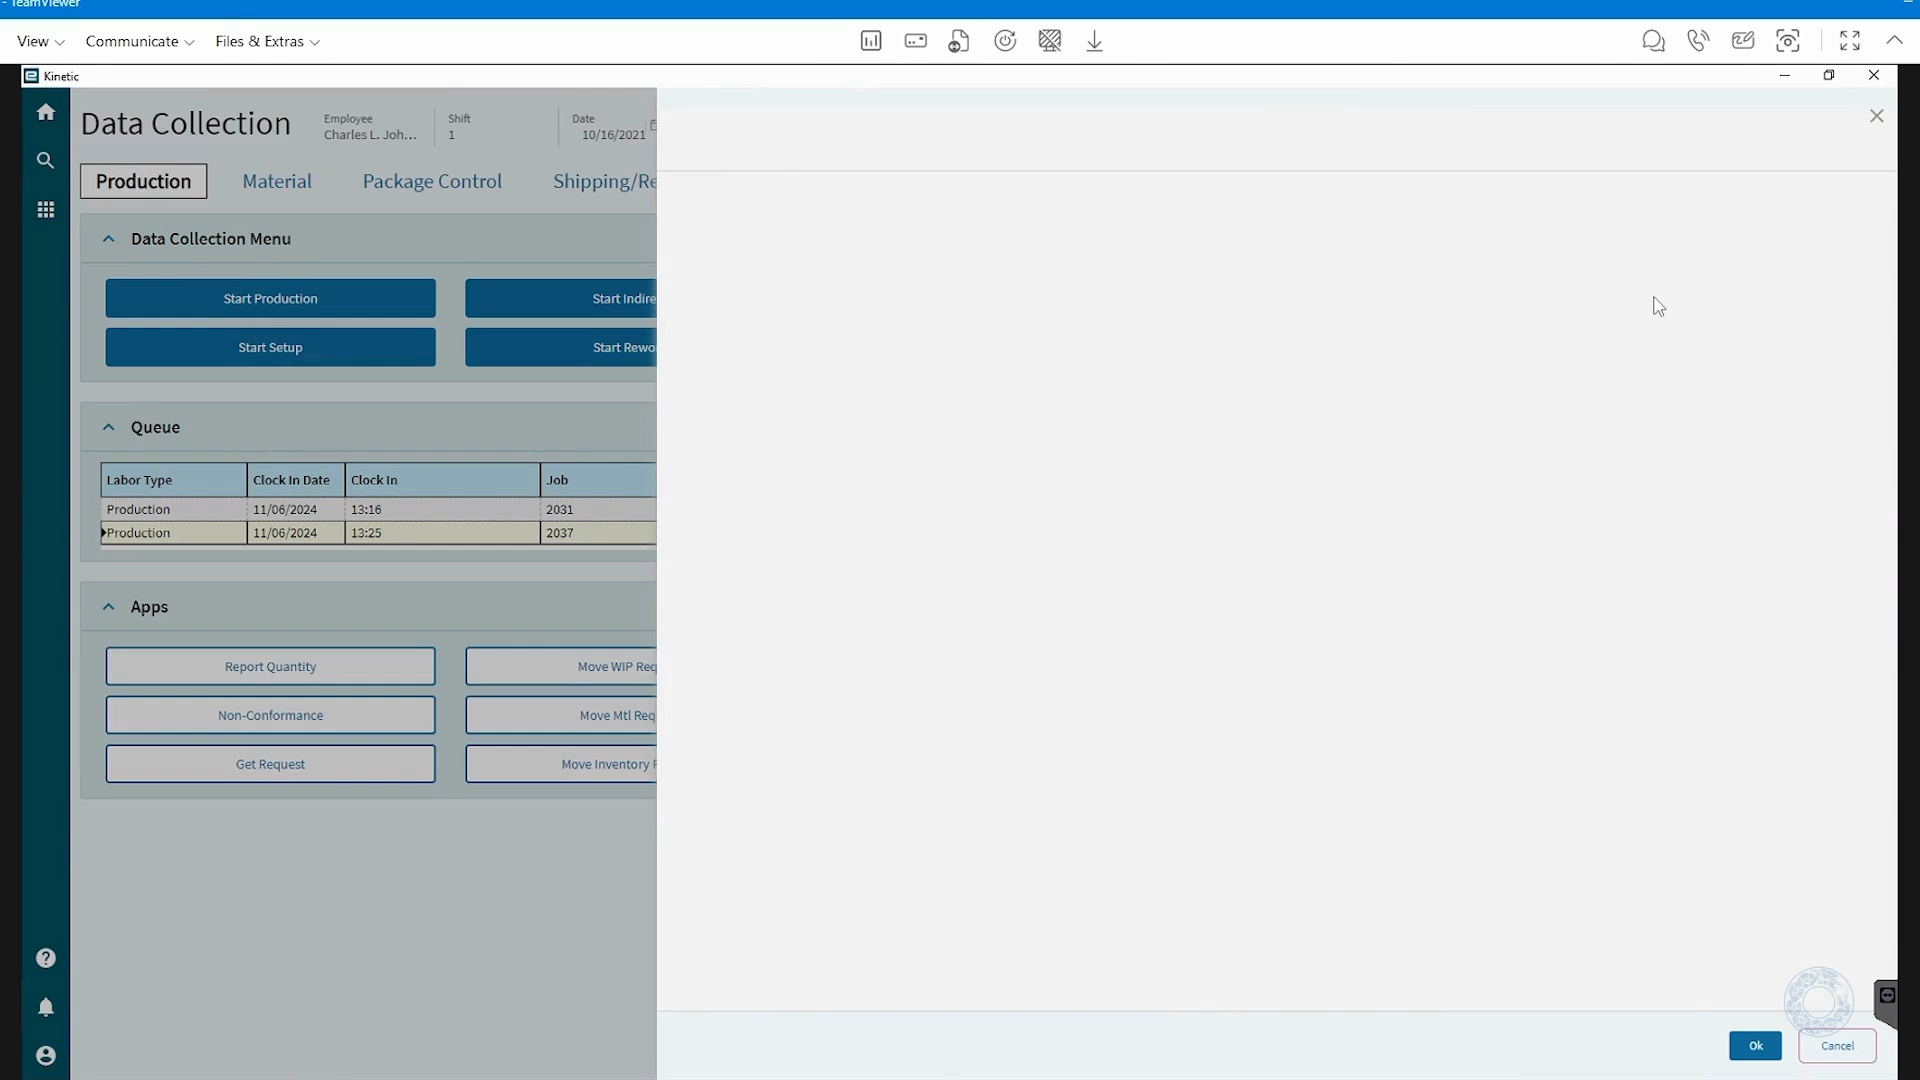 - TeamViewer
View Communicate Files & Extras
Kinetic
Data Collection
Employee
Charles L. Joh...
Shift
1
Date
10/16/2021
Production Material Package Control Shipping/Re
Data Collection Menu
Start Production Start Indire
Start Setup Start Rewo
Queue
Labor Type Clock In Date Clock In Job
Production 11/06/2024 13:16 2031
Production 11/06/2024 13:25 2037
Apps
Report Quantity Move WIP Req
Non-Conformance Move Mtl Req
Get Request Move Inventory R
Ok Cancel